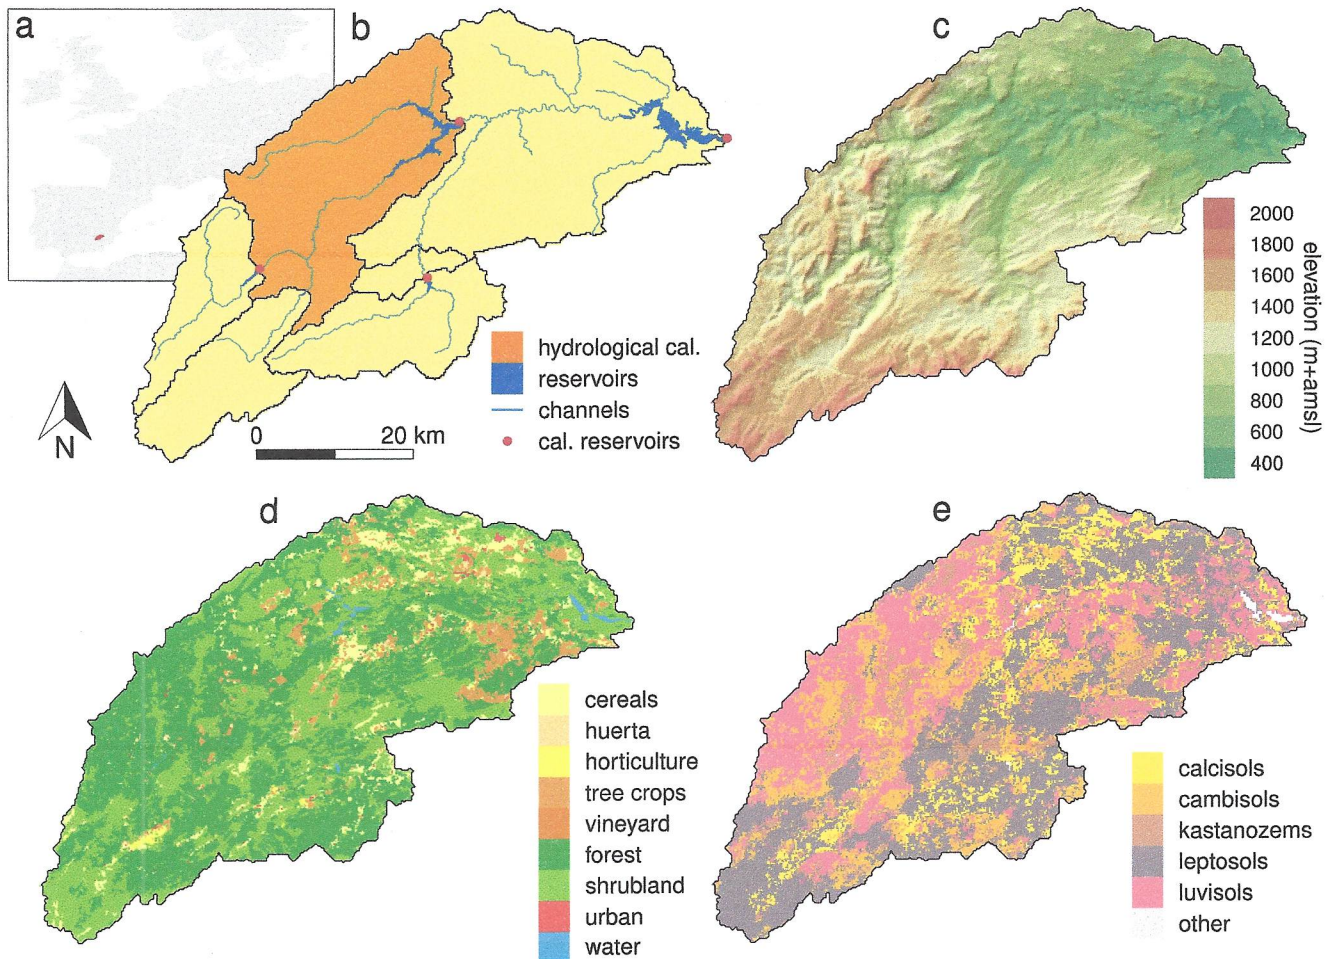 a
b
c
hydrological cal.
reservoirs
channels
cal. reservoirs
N
0
20 km
2000
1800
1600
1400
1200
1000
800
600
400
elevation (m+amsl)
d
cereals
huerta
horticulture
tree crops
vineyard
forest
shrubland
urban
water
e
calcisols
cambisols
kastanozems
leptosols
luvisols
other